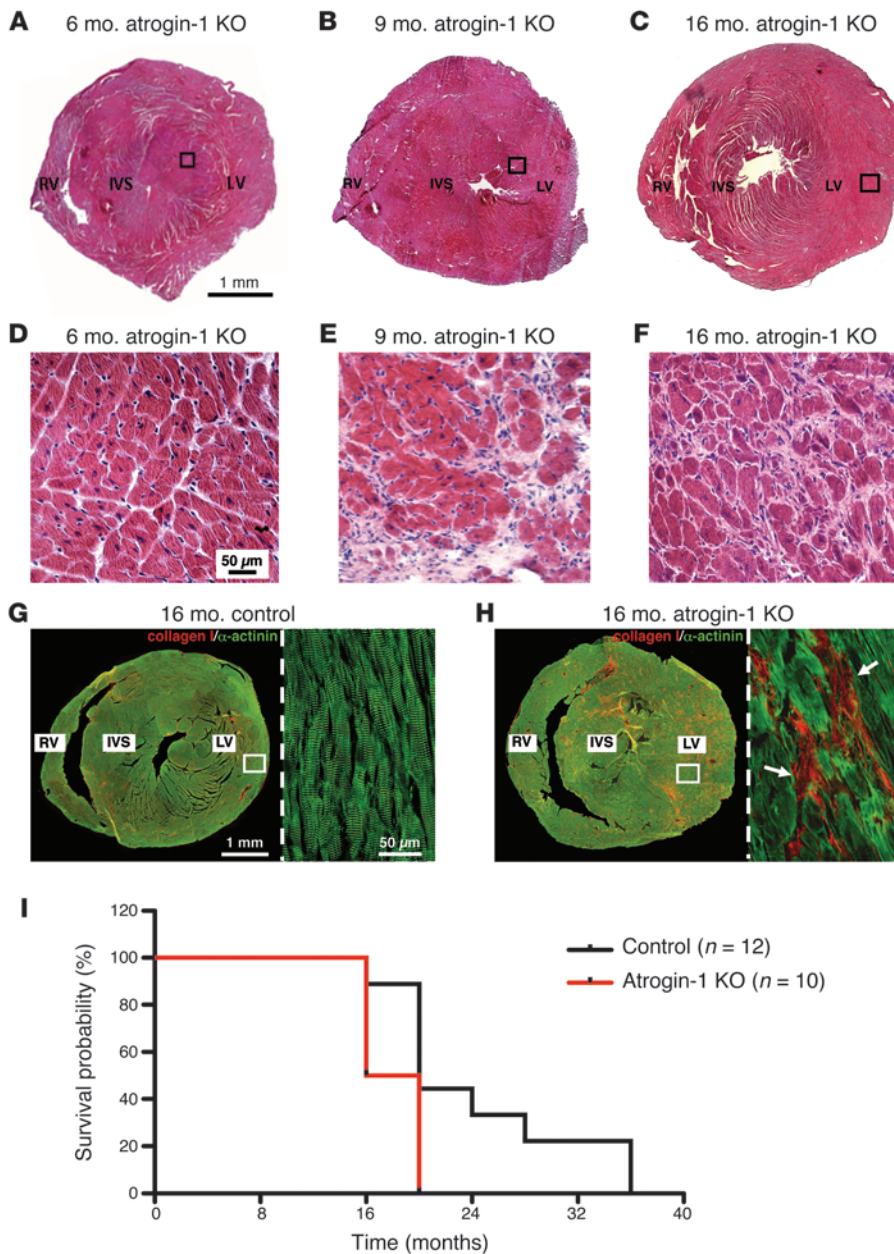 A 6 mo. atrogin-1 KO
B 9 mo. atrogin-1 KO
C 16 mo. atrogin-1 KO
RV IVS LV
1 mm
RV IVS LV
RV IVS LV
D 6 mo. atrogin-1 KO
E 9 mo. atrogin-1 KO
F 16 mo. atrogin-1 KO
50 µm
G 16 mo. control
H 16 mo. atrogin-1 KO
collagen I/α-actinin
RV IVS LV
1 mm
50 µm
collagen I/α-actinin
RV IVS LV
I
Survival probability (%)
120
100
80
60
40
20
0
0 8 16 24 32 40
Time (months)
Control (n = 12)
Atrogin-1 KO (n = 10)